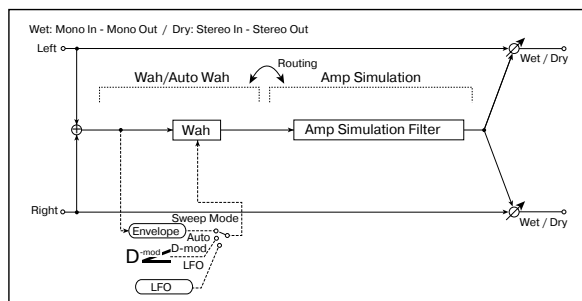 Wet: Mono In - Mono Out / Dry: Stereo In - Stereo Out
Left
Wet / Dry
Routing
Wah/Auto Wah
Amp Simulation
Wah
Amp Simulation Filter
Right
Wet / Dry
Sweep Mode
Envelope
Auto
D-mod
D-mod
LFO
LFO